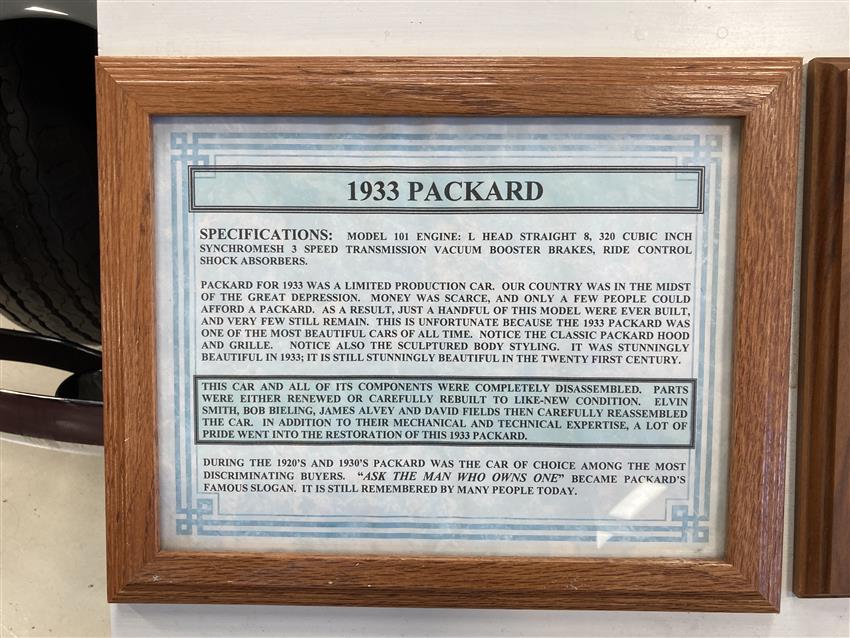 1933 PACKARD
SPECIFICATIONS: MODEL 101 ENGINE: L HEAD STRAIGHT 8, 320 CUBIC INCH
SYNCHROMESH 3 SPEED TRANSMISSION VACUUM BOOSTER BRAKES, RIDE CONTROL
SHOCK ABSORBERS.
PACKARD FOR 1933 WAS A LIMITED PRODUCTION CAR. OUR COUNTRY WAS IN THE MIDST
OF THE GREAT DEPRESSION. MONEY WAS SCARCE, AND ONLY A FEW PEOPLE COULD
AFFORD A PACKARD. AS A RESULT, JUST A HANDFUL OF THIS MODEL WERE EVER BUILT,
AND VERY FEW STILL REMAIN. THIS IS UNFORTUNATE BECAUSE THE 1933 PACKARD WAS
ONE OF THE MOST BEAUTIFUL CARS OF ALL TIME. NOTICE THE CLASSIC PACKARD HOOD
AND GRILLE. NOTICE ALSO THE SCULPTURED BODY STYLING. IT WAS STUNNINGLY
BEAUTIFUL IN 1933; IT IS STILL STUNNINGLY BEAUTIFUL IN THE TWENTY FIRST CENTURY.
THIS CAR AND ALL OF ITS COMPONENTS WERE COMPLETELY DISASSEMBLED. PARTS
WERE EITHER RENEWED OR CAREFULLY REBUILT TO LIKE-NEW CONDITION. ELVIN
SMITH, BOB BIELING, JAMES ALVEY AND DAVID FIELDS THEN CAREFULLY REASSEMBLED
THE CAR. IN ADDITION TO THEIR MECHANICAL AND TECHNICAL EXPERTISE, A LOT OF
PRIDE WENT INTO THE RESTORATION OF THIS 1933 PACKARD.
DURING THE 1920'S AND 1930'S PACKARD WAS THE CAR OF CHOICE AMONG THE MOST
DISCRIMINATING BUYERS. "ASK THE MAN WHO OWNS ONE" BECAME PACKARD'S
FAMOUS SLOGAN. IT IS STILL REMEMBERED BY MANY PEOPLE TODAY.